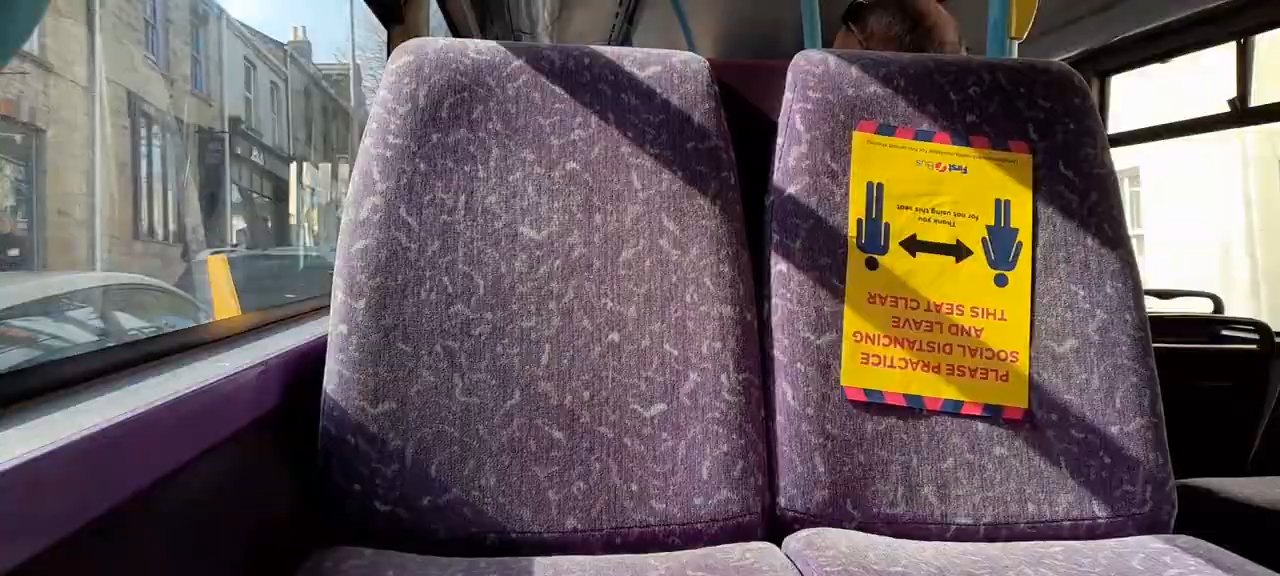 PLEASE PRACTICE
SOCIAL DISTANCING
AND LEAVE
THIS SEAT CLEAR
Thank you
for not using this seat
First Bus